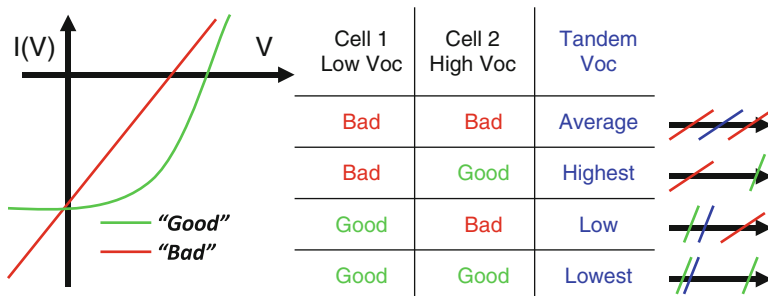 I(V)
V
“Good”
“Bad”
Cell 1 Low Voc
Cell 2 High Voc
Tandem Voc
Bad
Bad
Average
Bad
Good
Highest
Good
Bad
Low
Good
Good
Lowest